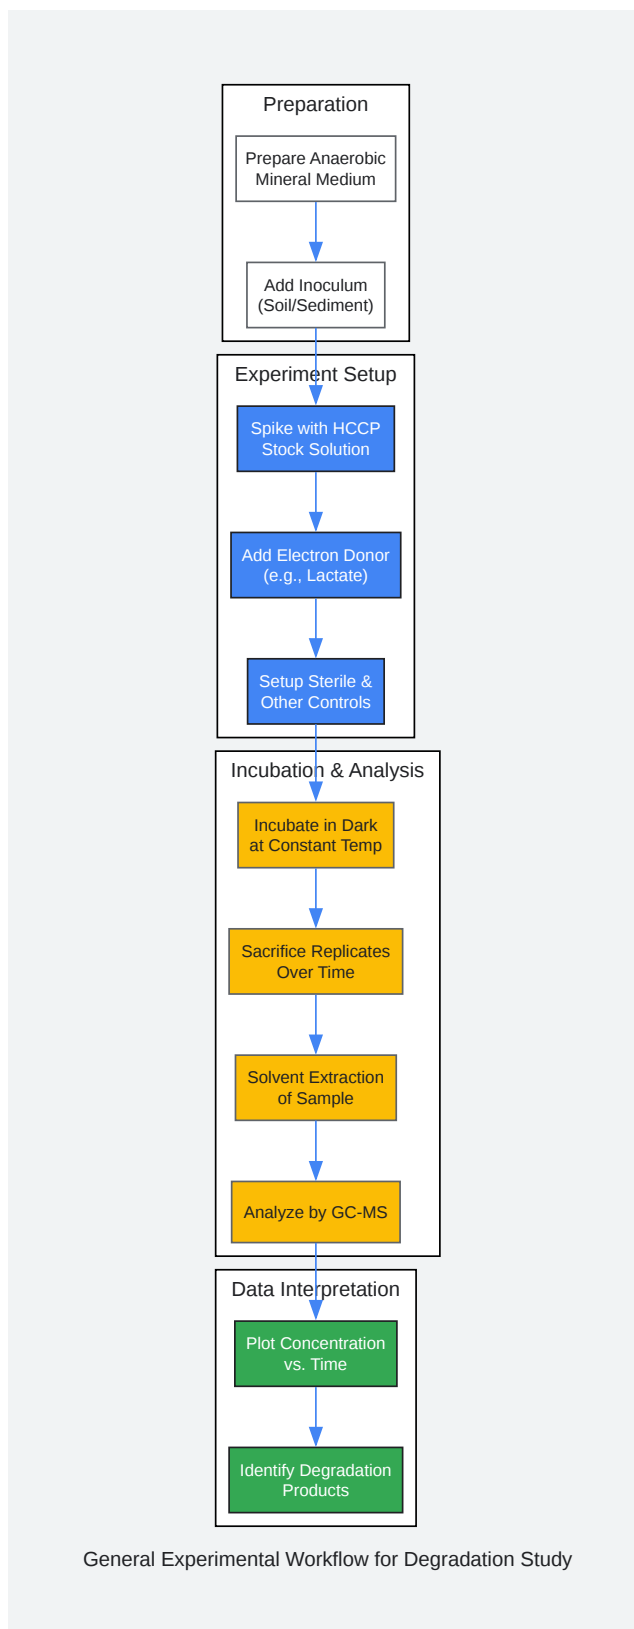 Preparation
Prepare Anaerobic
Mineral Medium
Add Inoculum
(Soil/Sediment)
Experiment Setup
Spike with HCCP
Stock Solution
Add Electron Donor
(e.g., Lactate)
Setup Sterile &
Other Controls
Incubation & Analysis
Incubate in Dark
at Constant Temp
Sacrifice Replicates
Over Time
Solvent Extraction
of Sample
Analyze by GC-MS
Data Interpretation
Plot Concentration
vs. Time
Identify Degradation
Products
General Experimental Workflow for Degradation Study